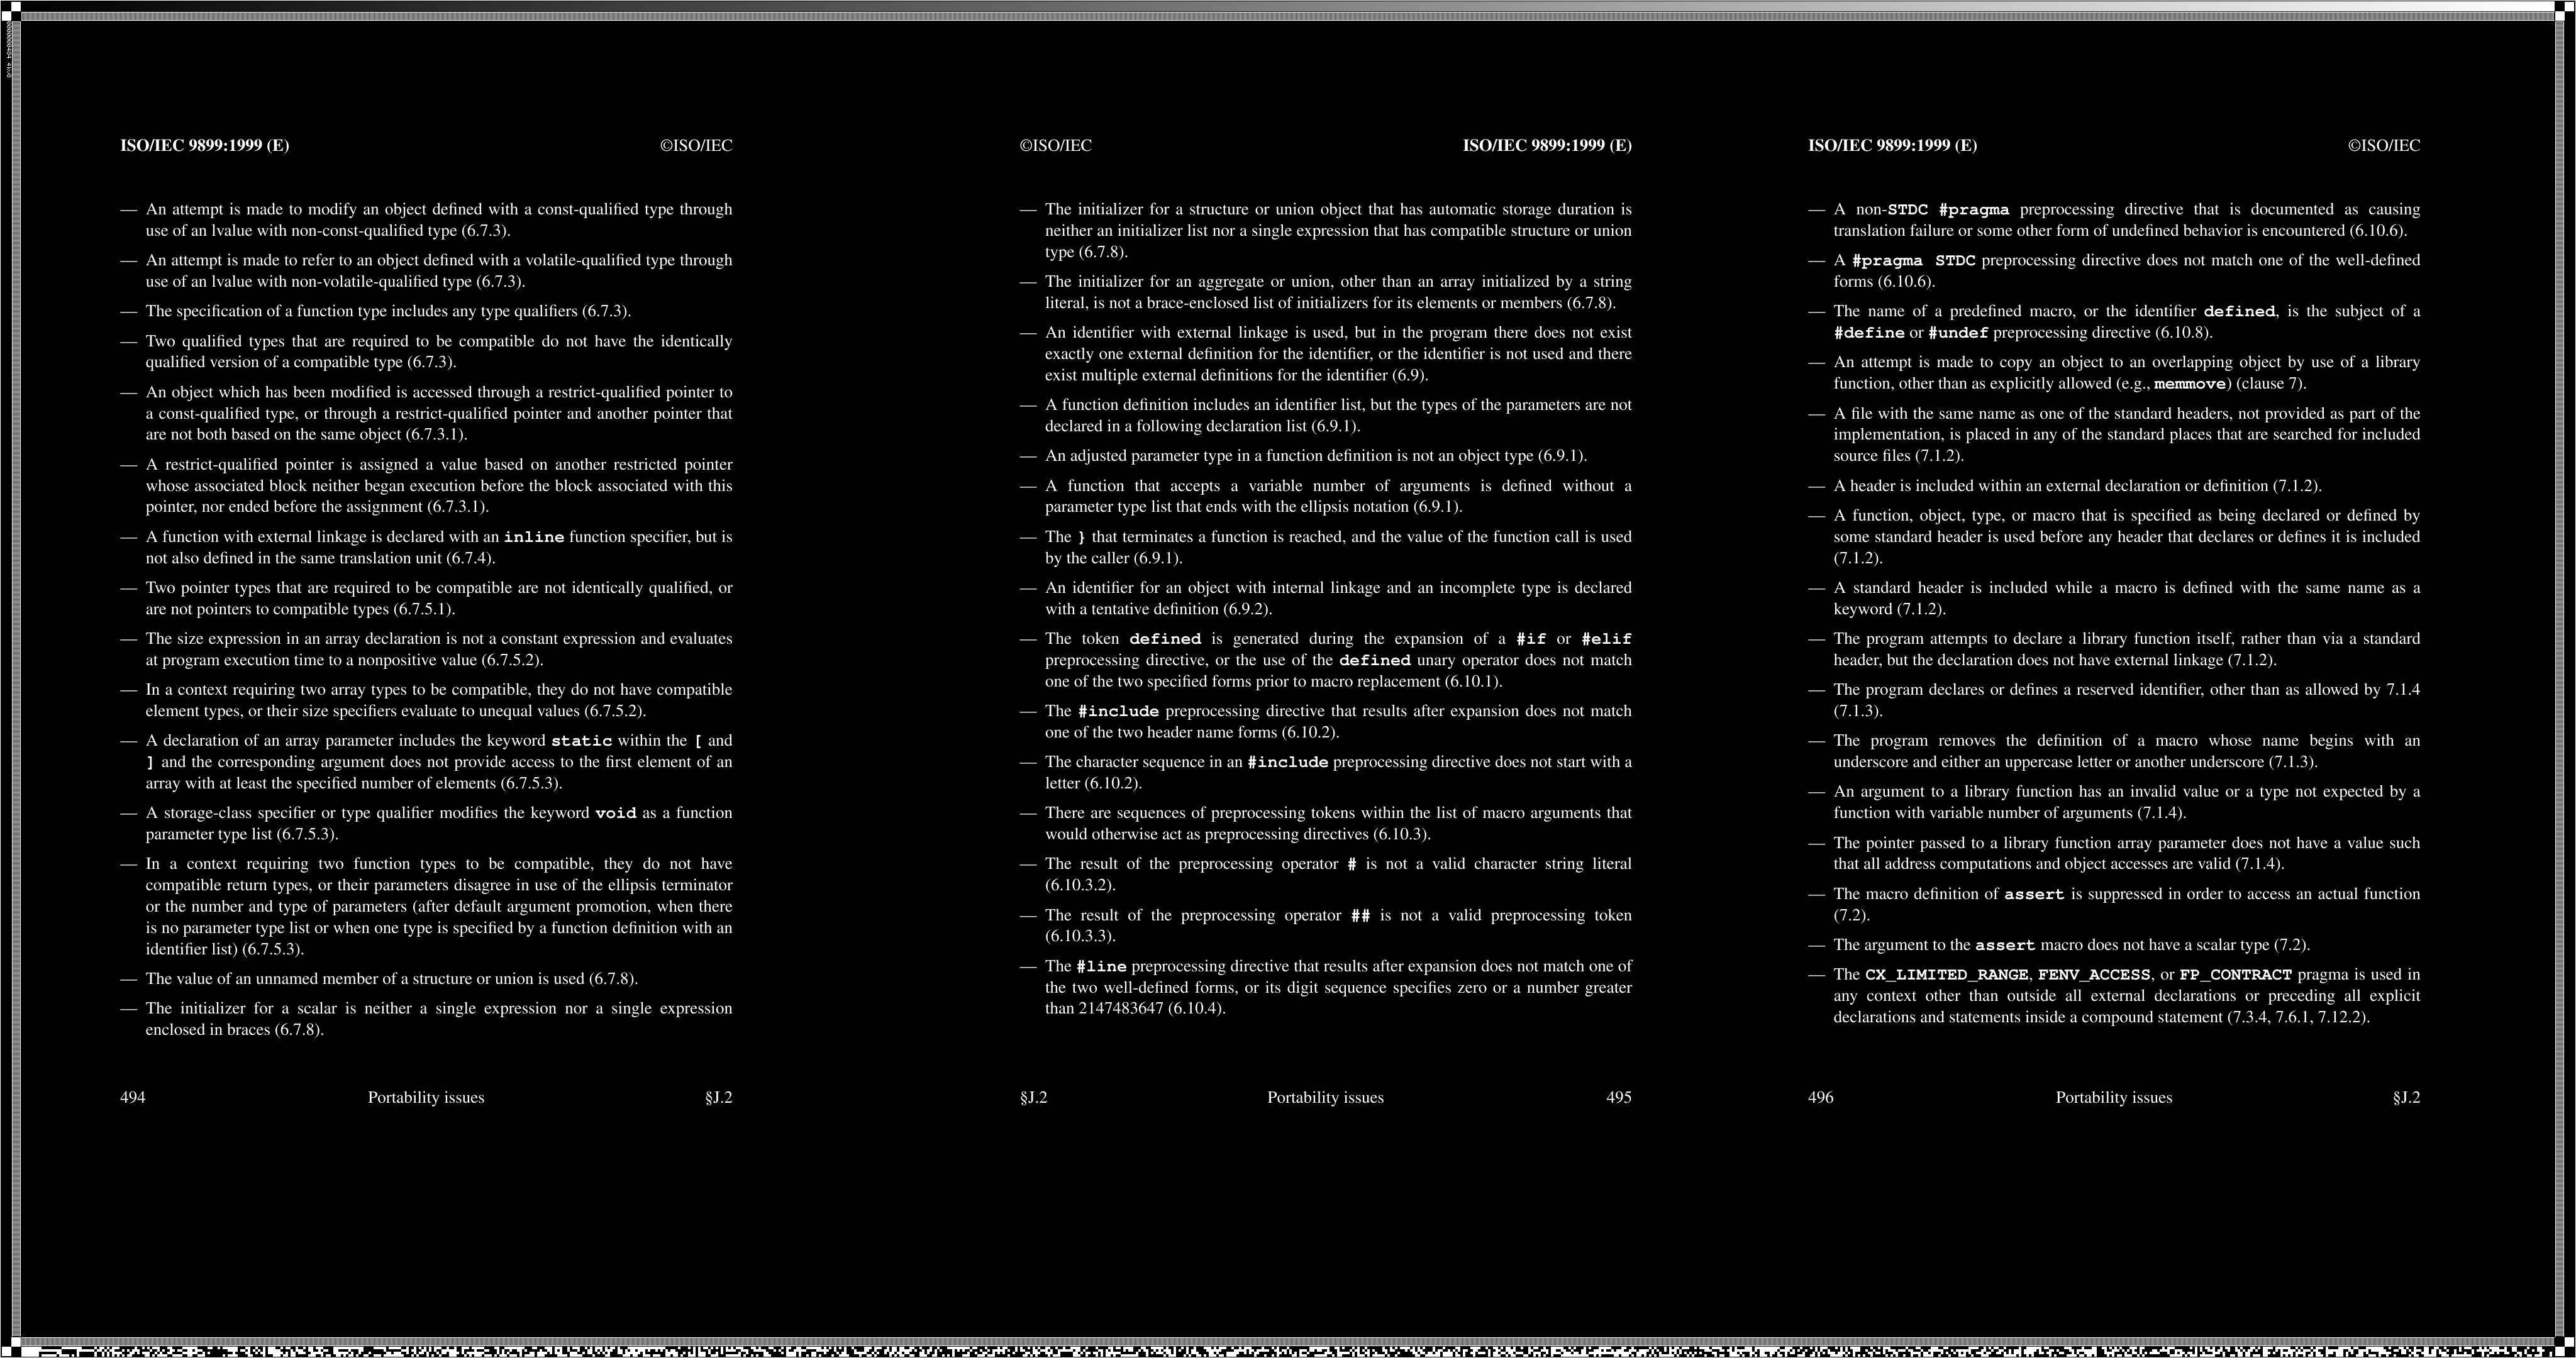 ISO/IEC 9899:1999 (E) ©ISO/IEC
— An attempt is made to modify an object defined with a const-qualified type through
use of an lvalue with non-const-qualified type (6.7.3).
— An attempt is made to refer to an object defined with a volatile-qualified type through
use of an lvalue with non-volatile-qualified type (6.7.3).
— The specification of a function type includes any type qualifiers (6.7.3).
— Two qualified types that are required to be compatible do not have the identically
qualified version of a compatible type (6.7.3).
— An object which has been modified is accessed through a restrict-qualified pointer to
a const-qualified type, or through a restrict-qualified pointer and another pointer that
are not both based on the same object (6.7.3.1).
— A restrict-qualified pointer is assigned a value based on another restricted pointer
whose associated block neither began execution before the block associated with this
pointer, nor ended before the assignment (6.7.3.1).
— A function with external linkage is declared with an inline function specifier, but is
not also defined in the same translation unit (6.7.4).
— Two pointer types that are required to be compatible are not identically qualified, or
are not pointers to compatible types (6.7.5.1).
— The size expression in an array declaration is not a constant expression and evaluates
at program execution time to a nonpositive value (6.7.5.2).
— In a context requiring two array types to be compatible, they do not have compatible
element types, or their size specifiers evaluate to unequal values (6.7.5.2).
— A declaration of an array parameter includes the keyword static within the [ and
] and the corresponding argument does not provide access to the first element of an
array with at least the specified number of elements (6.7.5.3).
— A storage-class specifier or type qualifier modifies the keyword void as a function
parameter type list (6.7.5.3).
— In a context requiring two function types to be compatible, they do not have
compatible return types, or their parameters disagree in use of the ellipsis terminator
or the number and type of parameters (after default argument promotion, when there
is no parameter type list or when one type is specified by a function definition with an
identifier list) (6.7.5.3).
— The value of an unnamed member of a structure or union is used (6.7.8).
— The initializer for a scalar is neither a single expression nor a single expression
enclosed in braces (6.7.8).
494 Portability issues §J.2
©ISO/IEC ISO/IEC 9899:1999 (E)
— The initializer for a structure or union object that has automatic storage duration is
neither an initializer list nor a single expression that has compatible structure or union
type (6.7.8).
— The initializer for an aggregate or union, other than an array initialized by a string
literal, is not a brace-enclosed list of initializers for its elements or members (6.7.8).
— An identifier with external linkage is used, but in the program there does not exist
exactly one external definition for the identifier, or the identifier is not used and there
exist multiple external definitions for the identifier (6.9).
— A function definition includes an identifier list, but the types of the parameters are not
declared in a following declaration list (6.9.1).
— An adjusted parameter type in a function definition is not an object type (6.9.1).
— A function that accepts a variable number of arguments is defined without a
parameter type list that ends with the ellipsis notation (6.9.1).
— The } that terminates a function is reached, and the value of the function call is used
by the caller (6.9.1).
— An identifier for an object with internal linkage and an incomplete type is declared
with a tentative definition (6.9.2).
— The token defined is generated during the expansion of a #if or #elif
preprocessing directive, or the use of the defined unary operator does not match
one of the two specified forms prior to macro replacement (6.10.1).
— The #include preprocessing directive that results after expansion does not match
one of the two header name forms (6.10.2).
— The character sequence in an #include preprocessing directive does not start with a
letter (6.10.2).
— There are sequences of preprocessing tokens within the list of macro arguments that
would otherwise act as preprocessing directives (6.10.3).
— The result of the preprocessing operator # is not a valid character string literal
(6.10.3.2).
— The result of the preprocessing operator ## is not a valid preprocessing token
(6.10.3.3).
— The #line preprocessing directive that results after expansion does not match one of
the two well-defined forms, or its digit sequence specifies zero or a number greater
than 2147483647 (6.10.4).
§J.2 Portability issues 495
ISO/IEC 9899:1999 (E) ©ISO/IEC
— A non-STDC #pragma preprocessing directive that is documented as causing
translation failure or some other form of undefined behavior is encountered (6.10.6).
— A #pragma STDC preprocessing directive does not match one of the well-defined
forms (6.10.6).
— The name of a predefined macro, or the identifier defined, is the subject of a
#define or #undef preprocessing directive (6.10.8).
— An attempt is made to copy an object to an overlapping object by use of a library
function, other than as explicitly allowed (e.g., memmove) (clause 7).
— A file with the same name as one of the standard headers, not provided as part of the
implementation, is placed in any of the standard places that are searched for included
source files (7.1.2).
— A header is included within an external declaration or definition (7.1.2).
— A function, object, type, or macro that is specified as being declared or defined by
some standard header is used before any header that declares or defines it is included
(7.1.2).
— A standard header is included while a macro is defined with the same name as a
keyword (7.1.2).
— The program attempts to declare a library function itself, rather than via a standard
header, but the declaration does not have external linkage (7.1.2).
— The program declares or defines a reserved identifier, other than as allowed by 7.1.4
(7.1.3).
— The program removes the definition of a macro whose name begins with an
underscore and either an uppercase letter or another underscore (7.1.3).
— An argument to a library function has an invalid value or a type not expected by a
function with variable number of arguments (7.1.4).
— The pointer passed to a library function array parameter does not have a value such
that all address computations and object accesses are valid (7.1.4).
— The macro definition of assert is suppressed in order to access an actual function
(7.2).
— The argument to the assert macro does not have a scalar type (7.2).
— The CX_LIMITED_RANGE, FENV_ACCESS, or FP_CONTRACT pragma is used in
any context other than outside all external declarations or preceding all explicit
declarations and statements inside a compound statement (7.3.4, 7.6.1, 7.12.2).
496 Portability issues §J.2